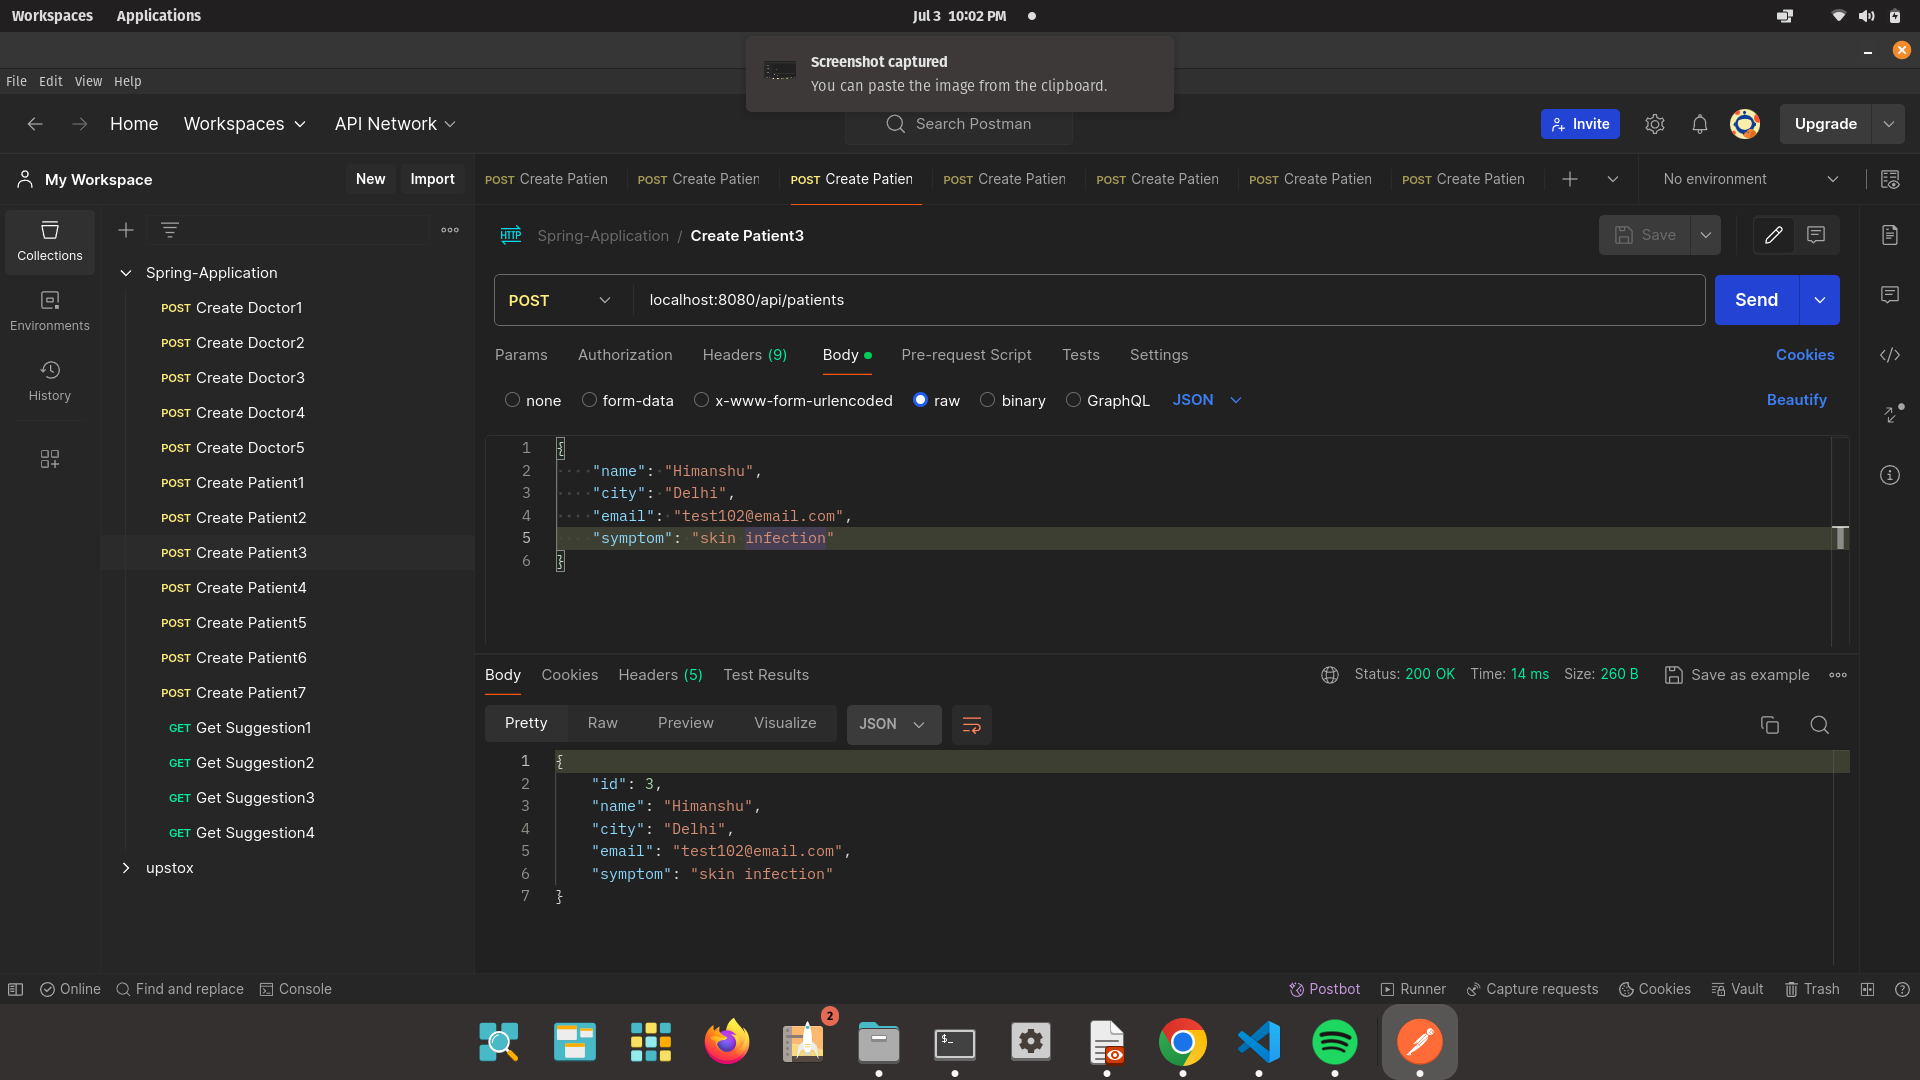 Workspaces Applications Jul 3 10:02 PM
Screenshot captured
You can paste the image from the clipboard.
File Edit View Help
Home Workspaces API Network Search Postman Invite Upgrade
My Workspace New Import
POST Create Patien POST Create Patien POST Create Patien POST Create Patien POST Create Patien POST Create Patien POST Create Patien No environment
Collections
Environments
History
Spring-Application
POST Create Doctor1
POST Create Doctor2
POST Create Doctor3
POST Create Doctor4
POST Create Doctor5
POST Create Patient1
POST Create Patient2
POST Create Patient3
POST Create Patient4
POST Create Patient5
POST Create Patient6
POST Create Patient7
GET Get Suggestion1
GET Get Suggestion2
GET Get Suggestion3
GET Get Suggestion4
upstox
HTTP Spring-Application / Create Patient3 Save
POST localhost:8080/api/patients Send
Params Authorization Headers (9) Body Pre-request Script Tests Settings Cookies
none form-data x-www-form-urlencoded raw binary GraphQL JSON Beautify
1 {
2 "name": "Himanshu",
3 "city": "Delhi",
4 "email": "test102@email.com",
5 "symptom": "skin infection"
6 }
Body Cookies Headers (5) Test Results Status: 200 OK Time: 14 ms Size: 260 B Save as example
Pretty Raw Preview Visualize JSON
1 {
2 "id": 3,
3 "name": "Himanshu",
4 "city": "Delhi",
5 "email": "test102@email.com",
6 "symptom": "skin infection"
7 }
Online Find and replace Console Postbot Runner Capture requests Cookies Vault Trash
2
$_